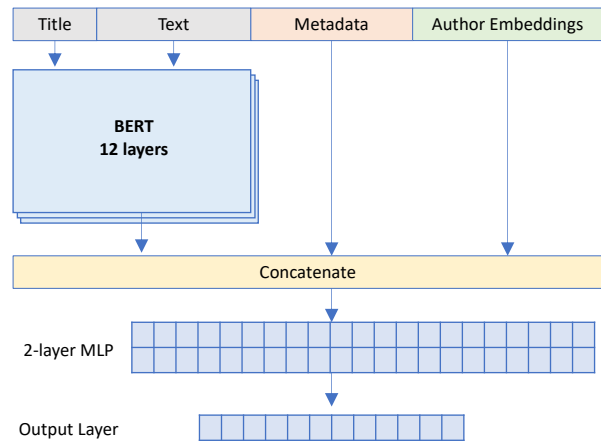 Title Text Metadata Author Embeddings
BERT
12 layers
Concatenate
2-layer MLP
Output Layer